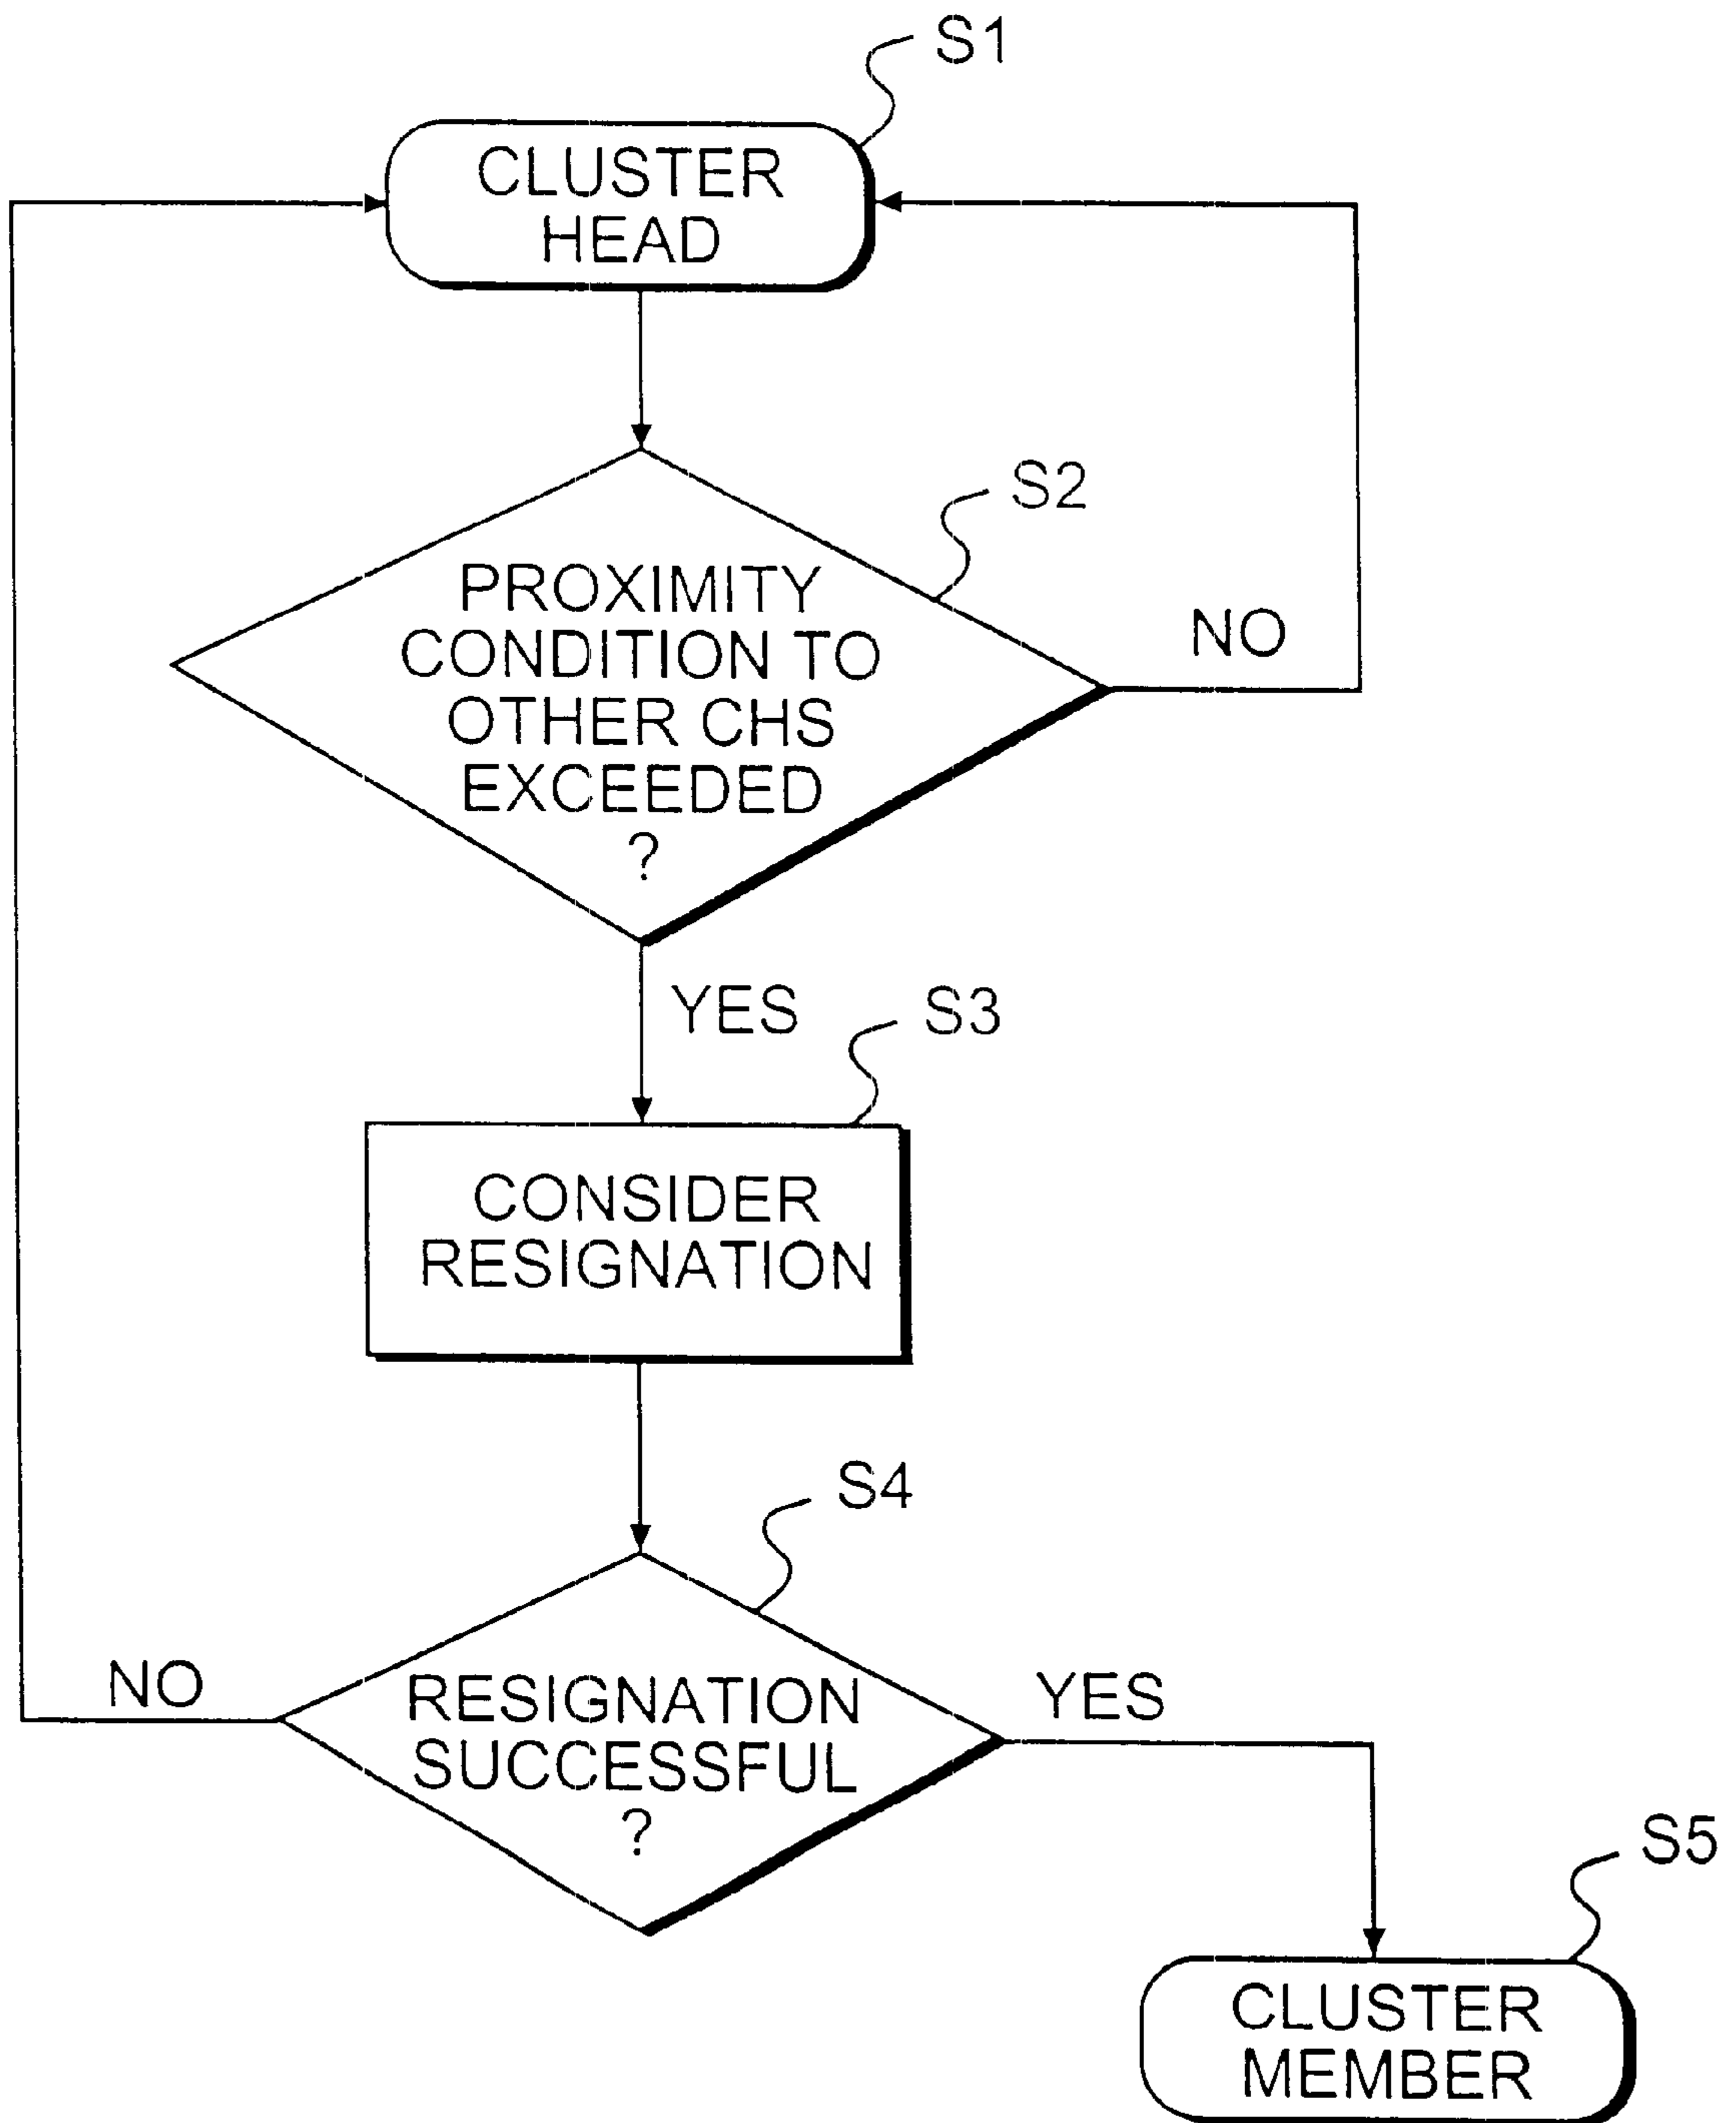 S1
CLUSTER
HEAD
S2
PROXIMITY
CONDITION TO
OTHER CHS
EXCEEDED
?
NO
YES
S3
CONSIDER
RESIGNATION
S4
NO
RESIGNATION
SUCCESSFUL
?
YES
S5
CLUSTER
MEMBER